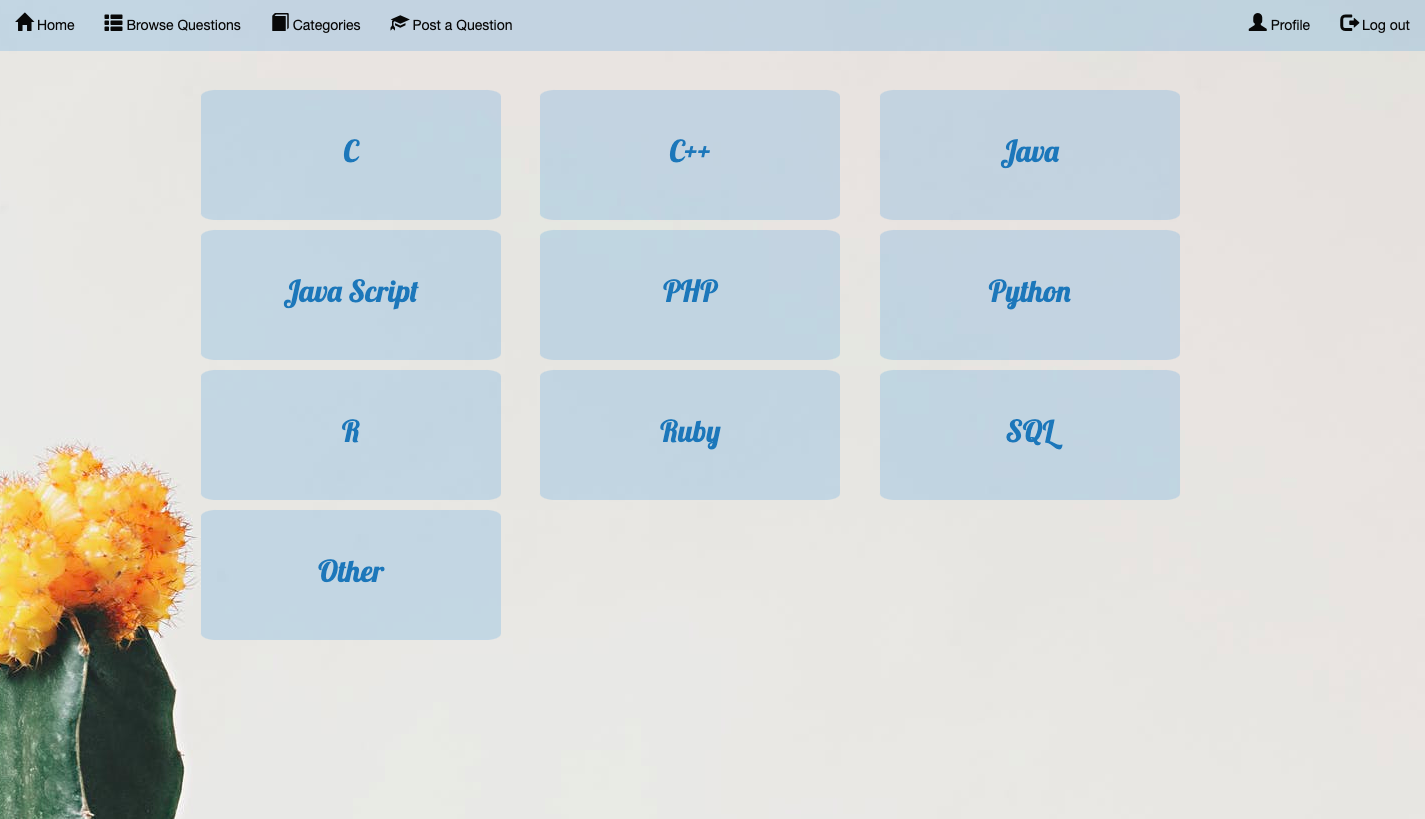 Home Browse Questions Categories Post a Question Profile Log out
C C++ Java
Java Script PHP Python
R Ruby SQL
Other